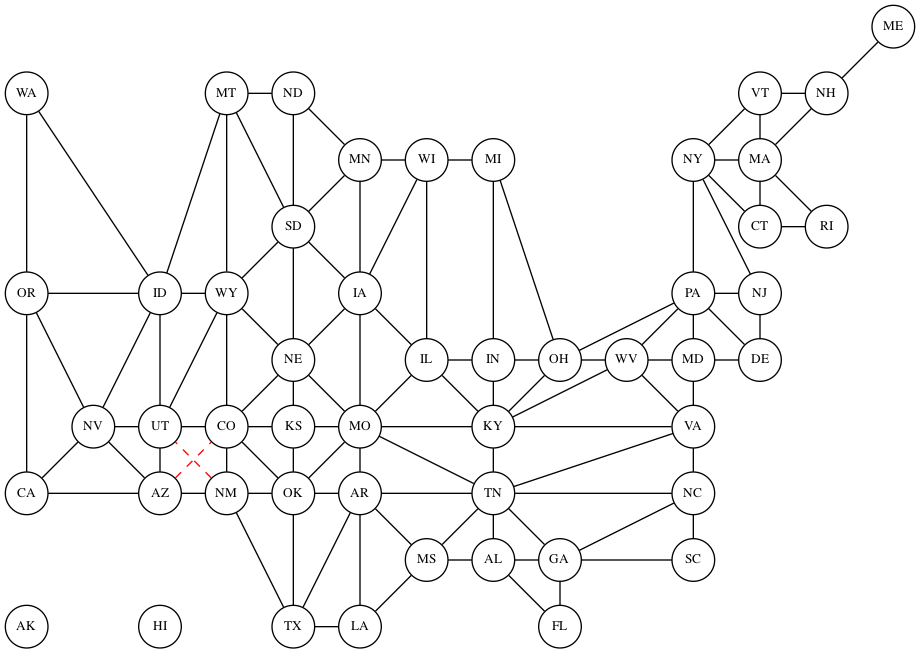 ME
WA MT ND VT NH
MN WI MI NY MA
SD CT RI
OR ID WY IA PA NJ
NE IL IN OH WV MD DE
NV UT CO KS MO KY VA
CA AZ NM OK AR TN NC
MS AL GA SC
AK HI TX LA FL